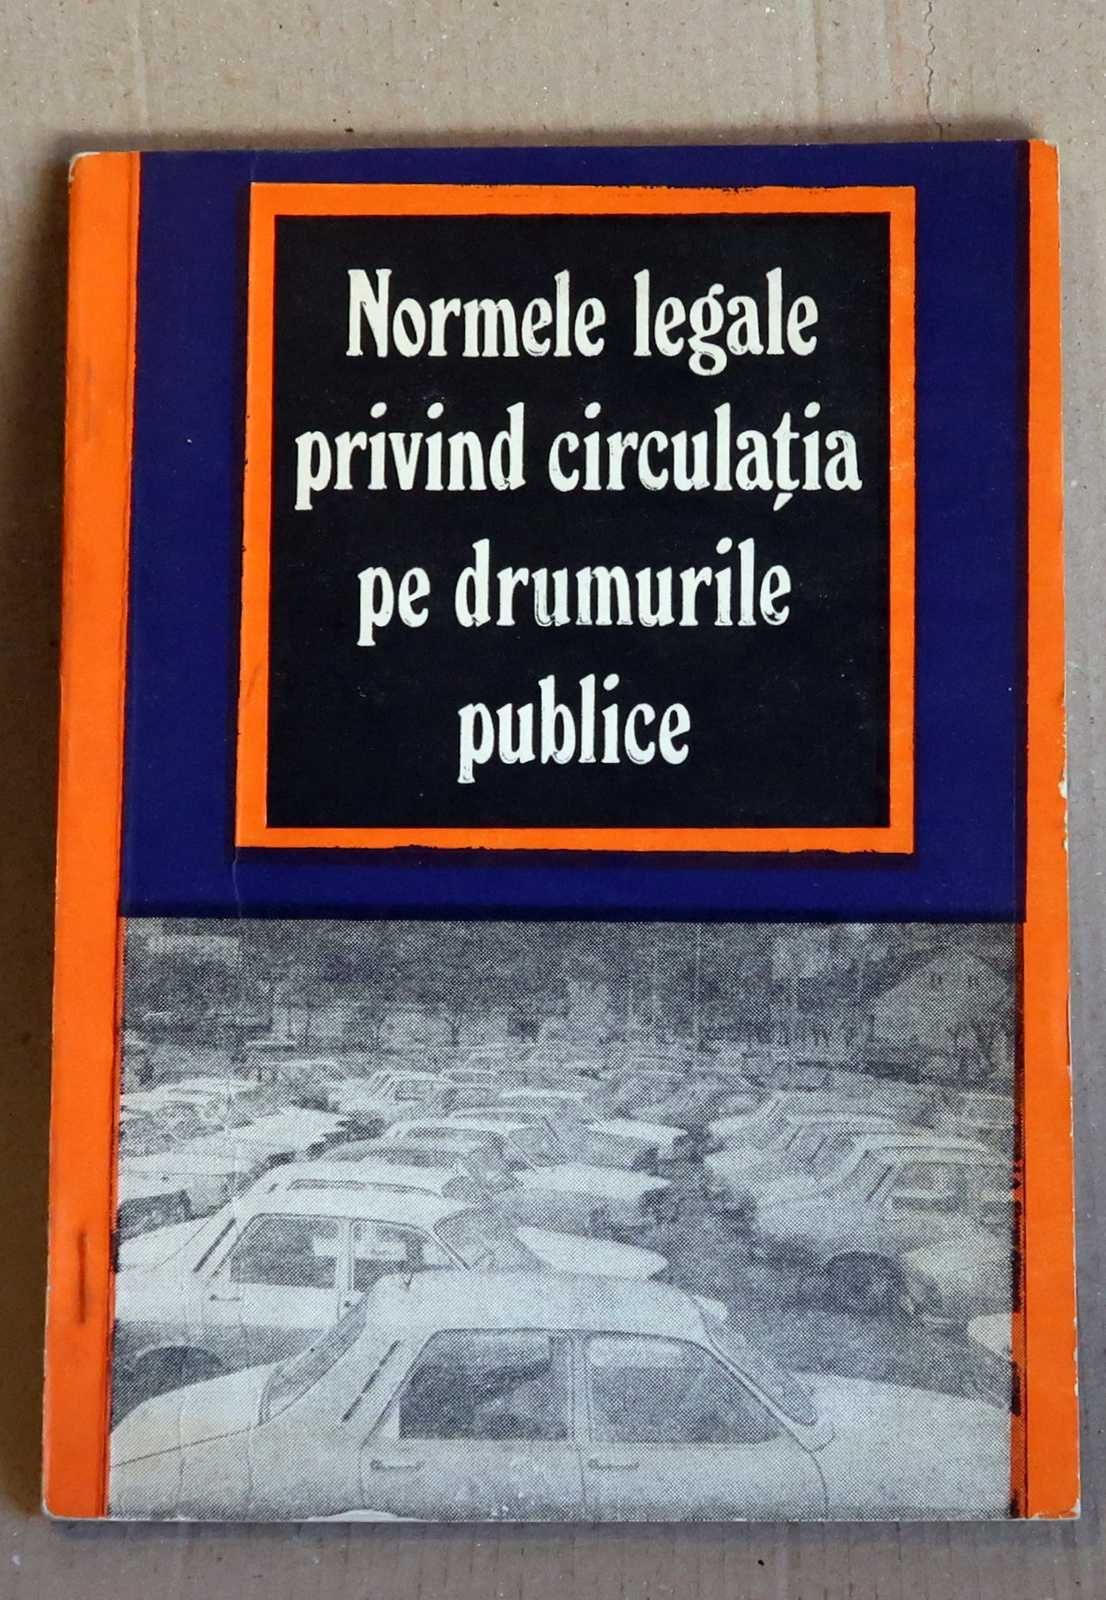 Normele legale
privind circulația
pe drumurile
publice